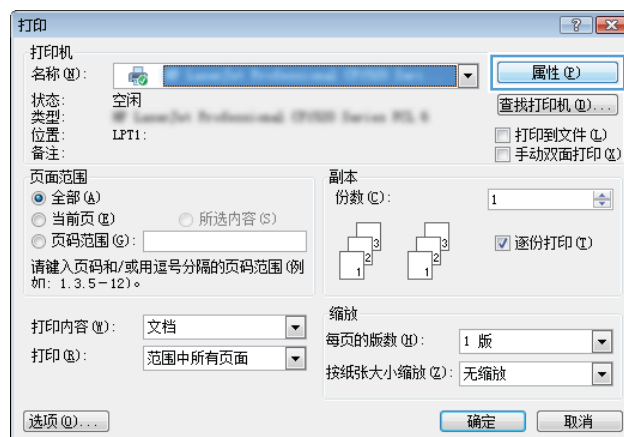 打印
打印机
名称(N):
属性(P)
状态: 空闲
类型:
查找打印机(D)...
位置: LPT1:
打印到文件(L)
备注:
手动双面打印(X)
页面范围
全部(A)
当前页(E) 所选内容(S)
页码范围(G):
请键入页码和/或用逗号分隔的页码范围(例
如: 1.3.5-12)。
副本
份数(C): 1
3
2
1
3
2
1
逐份打印(T)
打印内容(W): 文档
打印(R): 范围中所有页面
缩放
每页的版数(H): 1 版
按纸张大小缩放(Z): 无缩放
选项(O)...
确定
取消